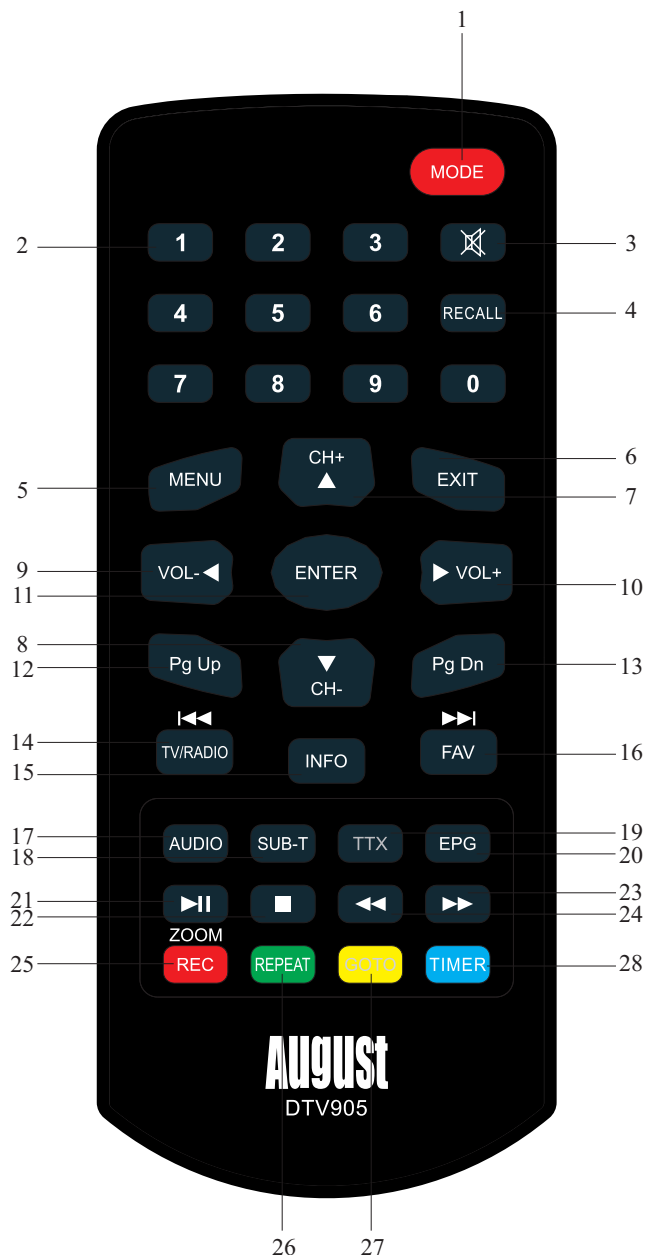 1
MODE
2 1 2 3 3
4 5 6 RECALL 4
7 8 9 0
MENU CH+ EXIT 6
5 7
9 VOL- ENTER VOL+
11 10
8
12 Pg Up CH- Pg Dn 13
14 TV/RADIO INFO FAV 16
15
17 AUDIO SUB-T TTX EPG 19
18 20
21 23
22 24
ZOOM
25 REC REPEAT GOTO TIMER 28
August
DTV905
26 27